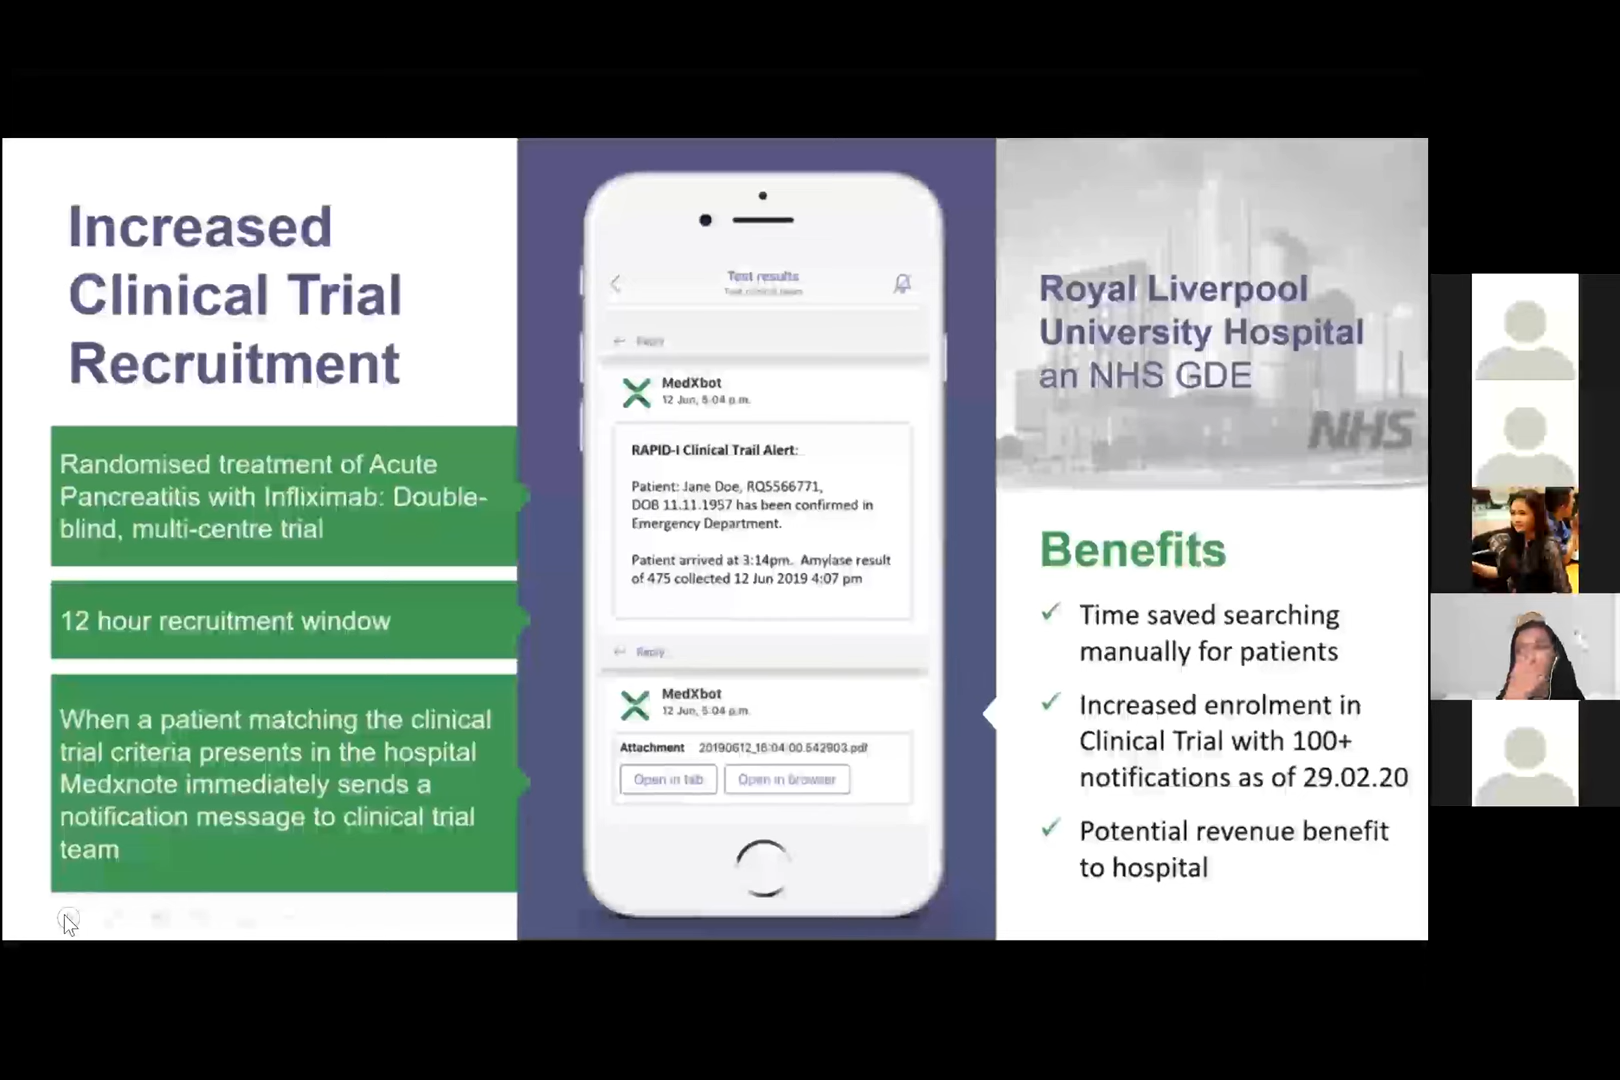 Increased
Clinical Trial
Recruitment
Randomised treatment of Acute
Pancreatitis with Infliximab: Double-
blind, multi-centre trial
12 hour recruitment window
When a patient matching the clinical
trial criteria presents in the hospital
Medxnote immediately sends a
notification message to clinical trial
team
Test results
Test clinical team
Reply
MedXbot
12 Jun, 5:04 p.m.
RAPID-I Clinical Trail Alert:
Patient: Jane Doe, RQ5566771,
DOB 11.11.1957 has been confirmed in
Emergency Department.
Patient arrived at 3:14pm. Amylase result
of 475 collected 12 Jun 2019 4:07 pm
Reply
MedXbot
12 Jun, 5:04 p.m.
Attachment 20190612_16:04:00.542903.pdf
Open in tab Open in browser
Royal Liverpool
University Hospital
an NHS GDE
NHS
Benefits
✓ Time saved searching
manually for patients
✓ Increased enrolment in
Clinical Trial with 100+
notifications as of 29.02.20
✓ Potential revenue benefit
to hospital